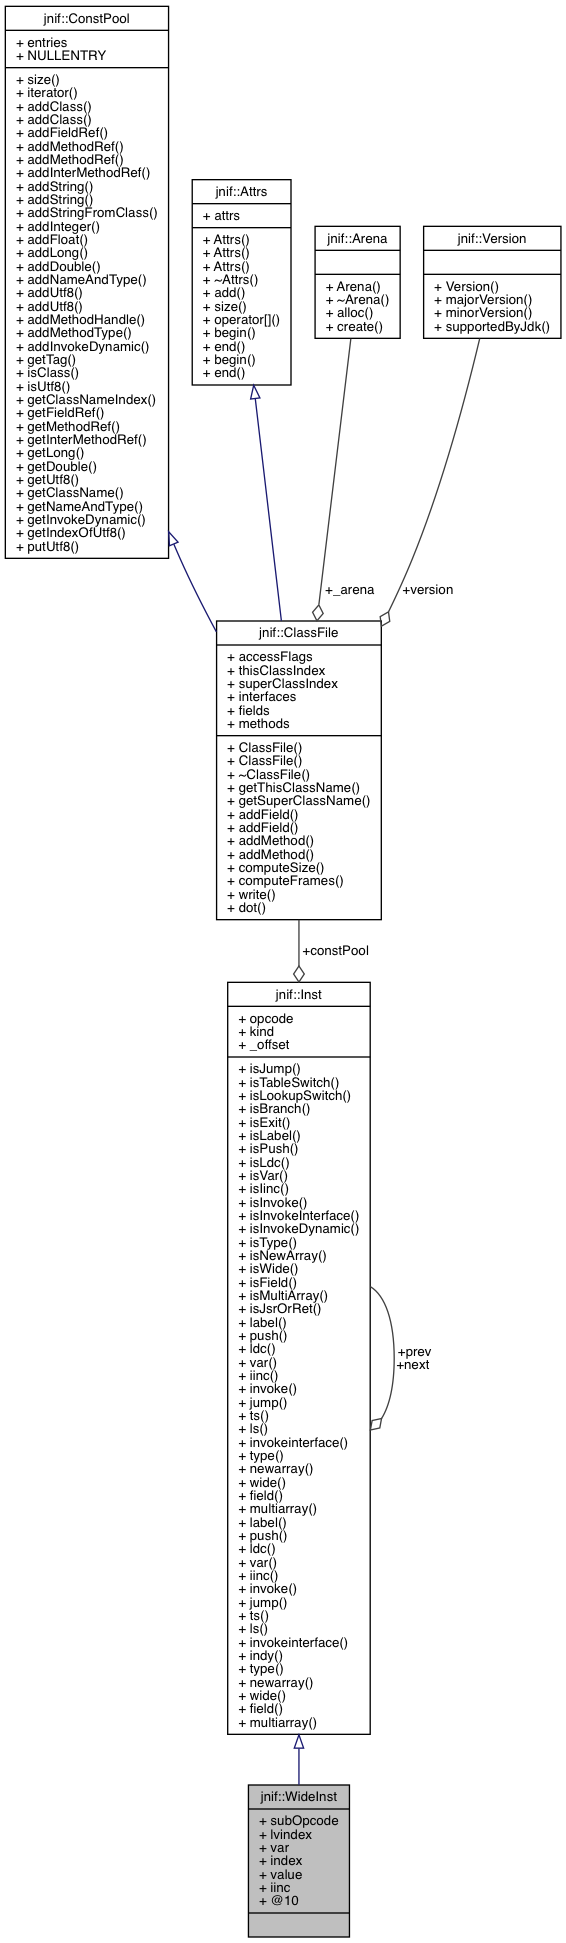 jnif::ConstPool
+ entries
+ NULLENTRY
+ size()
+ iterator()
+ addClass()
+ addClass()
+ addFieldRef()
+ addMethodRef()
+ addMethodRef()
+ addInterMethodRef()
+ addString()
+ addString()
+ addStringFromClass()
+ addInteger()
+ addFloat()
+ addLong()
+ addDouble()
+ addNameAndType()
+ addUtf8()
+ addUtf8()
+ addMethodHandle()
+ addMethodType()
+ addInvokeDynamic()
+ getTag()
+ isClass()
+ isUtf8()
+ getClassNameIndex()
+ getFieldRef()
+ getMethodRef()
+ getInterMethodRef()
+ getLong()
+ getDouble()
+ getUtf8()
+ getClassName()
+ getNameAndType()
+ getInvokeDynamic()
+ getIndexOfUtf8()
+ putUtf8()
jnif::Attrs
+ attrs
+ Attrs()
+ Attrs()
+ Attrs()
+ ~Attrs()
+ add()
+ size()
+ operator[]()
+ begin()
+ end()
+ begin()
+ end()
jnif::Arena
+ Arena()
+ ~Arena()
+ alloc()
+ create()
jnif::Version
+ Version()
+ majorVersion()
+ minorVersion()
+ supportedByJdk()
+_arena
+version
jnif::ClassFile
+ accessFlags
+ thisClassIndex
+ superClassIndex
+ interfaces
+ fields
+ methods
+ ClassFile()
+ ClassFile()
+ ~ClassFile()
+ getThisClassName()
+ getSuperClassName()
+ addField()
+ addField()
+ addMethod()
+ addMethod()
+ computeSize()
+ computeFrames()
+ write()
+ dot()
+constPool
jnif::Inst
+ opcode
+ kind
+ _offset
+ isJump()
+ isTableSwitch()
+ isLookupSwitch()
+ isBranch()
+ isExit()
+ isLabel()
+ isPush()
+ isLdc()
+ isVar()
+ isIinc()
+ isInvoke()
+ isInvokeInterface()
+ isInvokeDynamic()
+ isType()
+ isNewArray()
+ isWide()
+ isField()
+ isMultiArray()
+ isJsrOrRet()
+ label()
+ push()
+ ldc()
+ var()
+ iinc()
+ invoke()
+ jump()
+ ts()
+ ls()
+ invokeinterface()
+ type()
+ newarray()
+ wide()
+ field()
+ multiarray()
+ label()
+ push()
+ ldc()
+ var()
+ iinc()
+ invoke()
+ jump()
+ ts()
+ ls()
+ invokeinterface()
+ indy()
+ type()
+ newarray()
+ wide()
+ field()
+ multiarray()
+prev
+next
jnif::WideInst
+ subOpcode
+ lvindex
+ var
+ index
+ value
+ iinc
+ @10